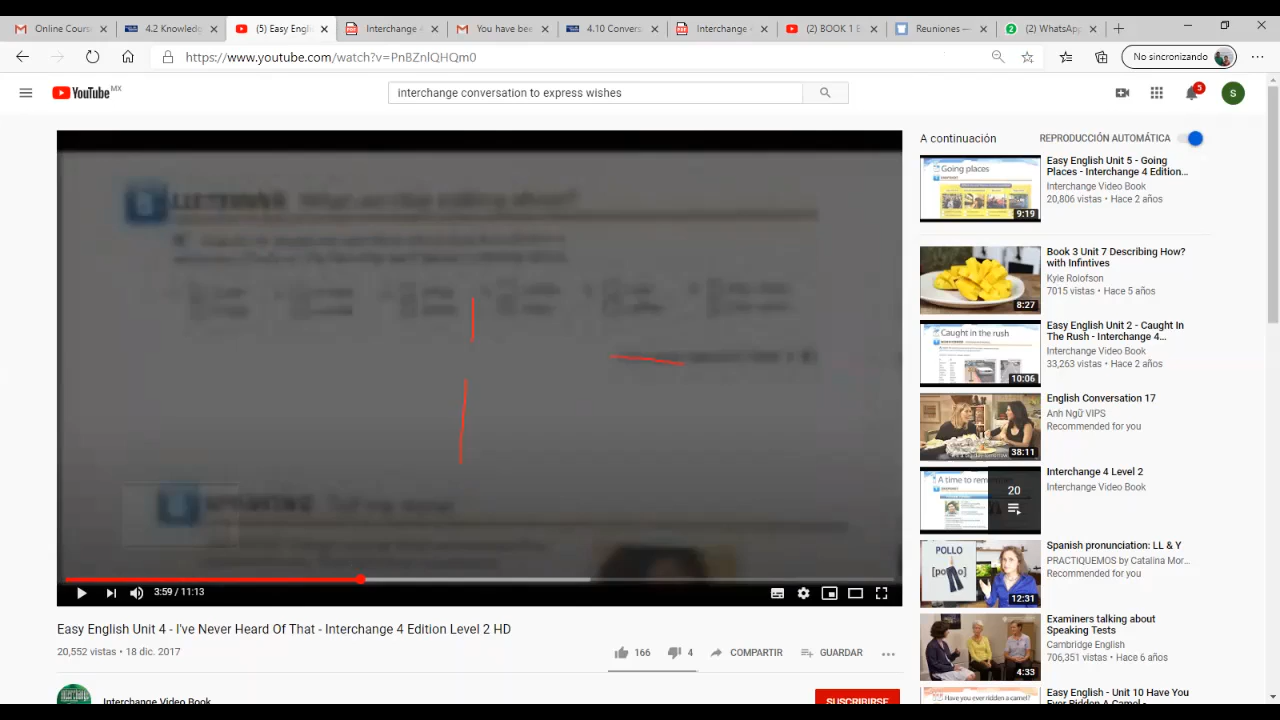 Online Cour
4.2 Knowled
(5) Easy Engli
Interchange
You have bee
4.10 Convers
Interchange
BOOK 1 E
Reuniones —
(2) WhatsApp
https://www.youtube.com/watch?v=PnBZnlQHQm0
No sincronizando
YouTube MX
interchange conversation to express wishes
5
S
A continuación
REPRODUCCIÓN AUTOMÁTICA
Going places
9:19
Easy English Unit 5 - Going
Places - Interchange 4 Edition...
Interchange Video Book
20,806 vistas • Hace 2 años
8:27
Book 3 Unit 7 Describing How?
with Infintives
Kyle Rolofson
7015 vistas • Hace 5 años
Caught in the rush
10:06
Easy English Unit 2 - Caught In
The Rush - Interchange 4...
Interchange Video Book
33,263 vistas • Hace 2 años
38:11
English Conversation 17
Anh Ngữ VIPS
Recommended for you
A time to rem
20
Interchange 4 Level 2
Interchange Video Book
POLLO
12:31
Spanish pronunciation: LL & Y
PRACTIQUEMOS by Catalina Mor...
Recommended for you
4:33
Examiners talking about
Speaking Tests
Cambridge English
706,351 vistas • Hace 6 años
Have you ever ridden a camel?
Easy English - Unit 10 Have You
Ever Ridden A Camel -
3:59 / 11:13
Easy English Unit 4 - I've Never Heard Of That - Interchange 4 Edition Level 2 HD
20,552 vistas • 18 dic. 2017
166
4
COMPARTIR
GUARDAR
Interchange Video Book
SUSCRIBIRSE